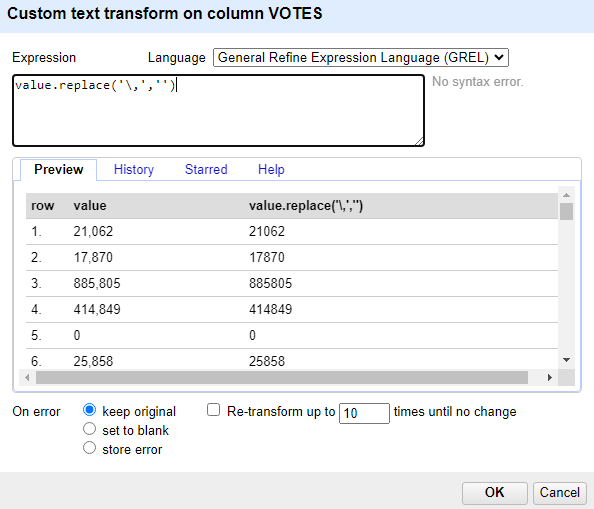 Custom text transform on column VOTES
Expression Language General Refine Expression Language (GREL)
value.replace('\,','') No syntax error.
Preview History Starred Help
row value value.replace('\,','')
1. 21,062 21062
2. 17,870 17870
3. 885,805 885805
4. 414,849 414849
5. 0 0
6. 25,858 25858
On error keep original Re-transform up to 10 times until no change
set to blank
store error
OK Cancel